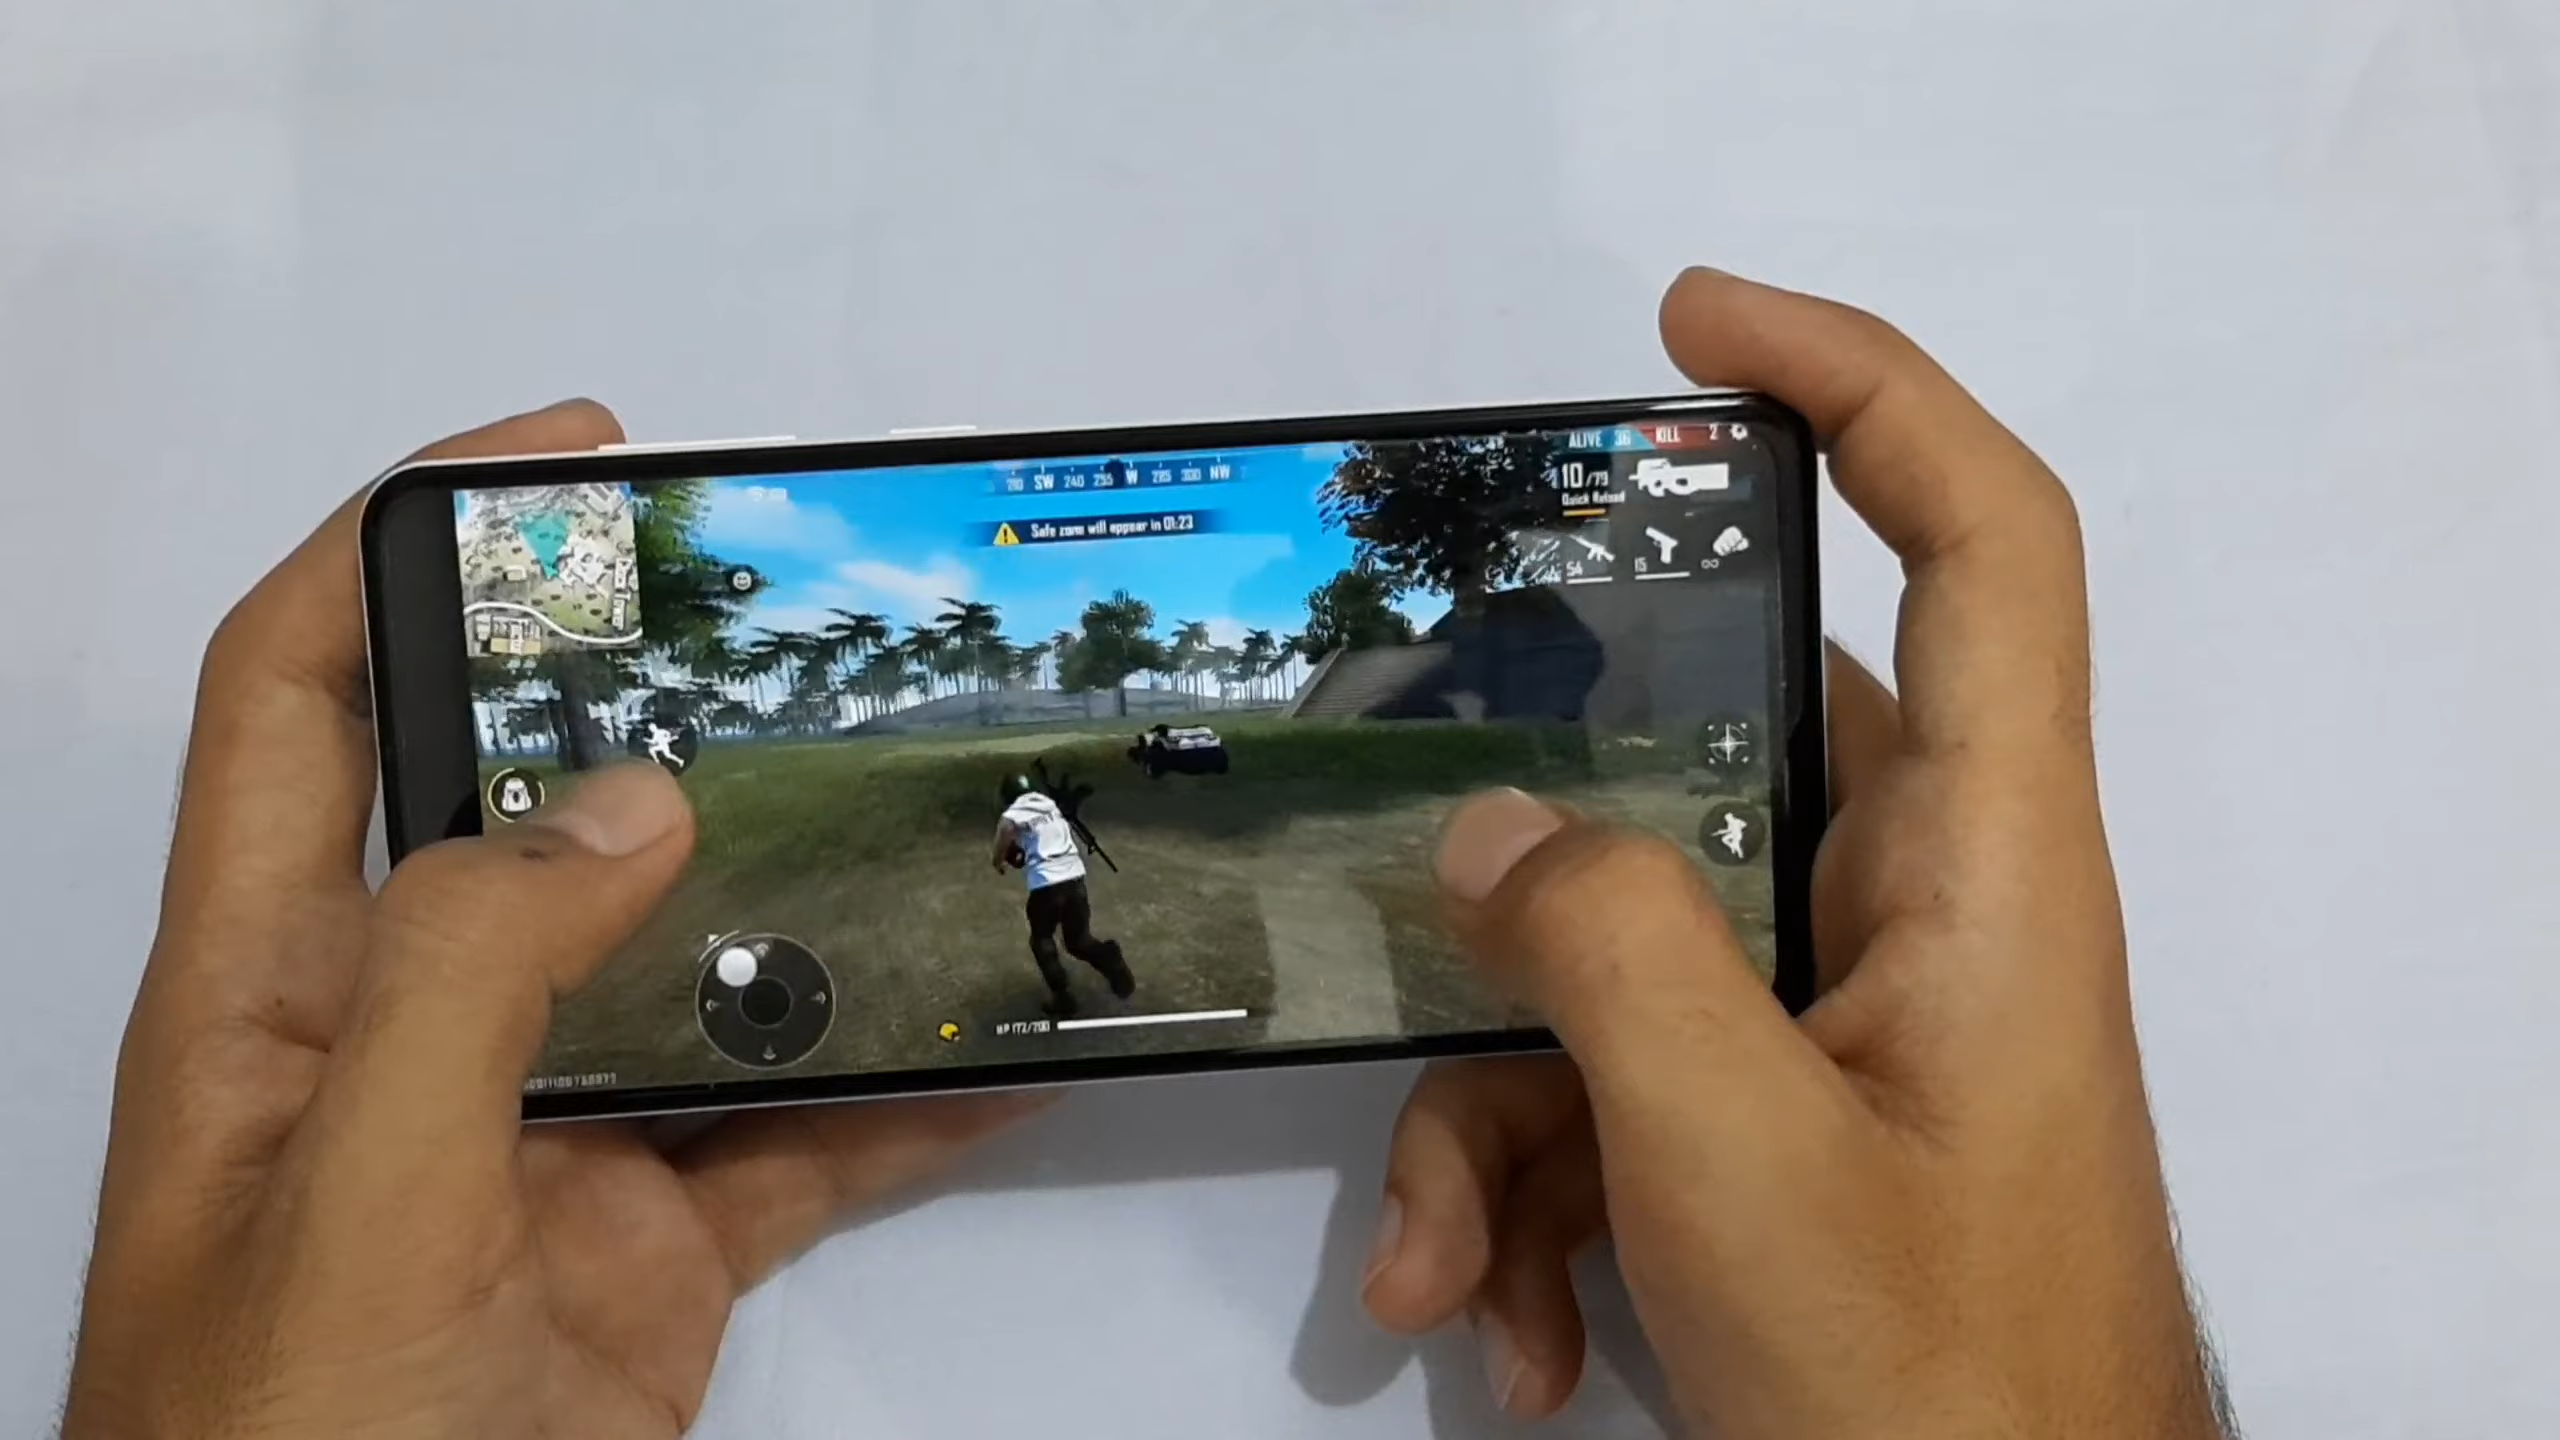 ALIVE 36 KILL 2
210 SW 240 255 W 285 300 NW
10/79
Quick Reload
Safe zone will appear in 01:23
54
15
∞
HP 172/200